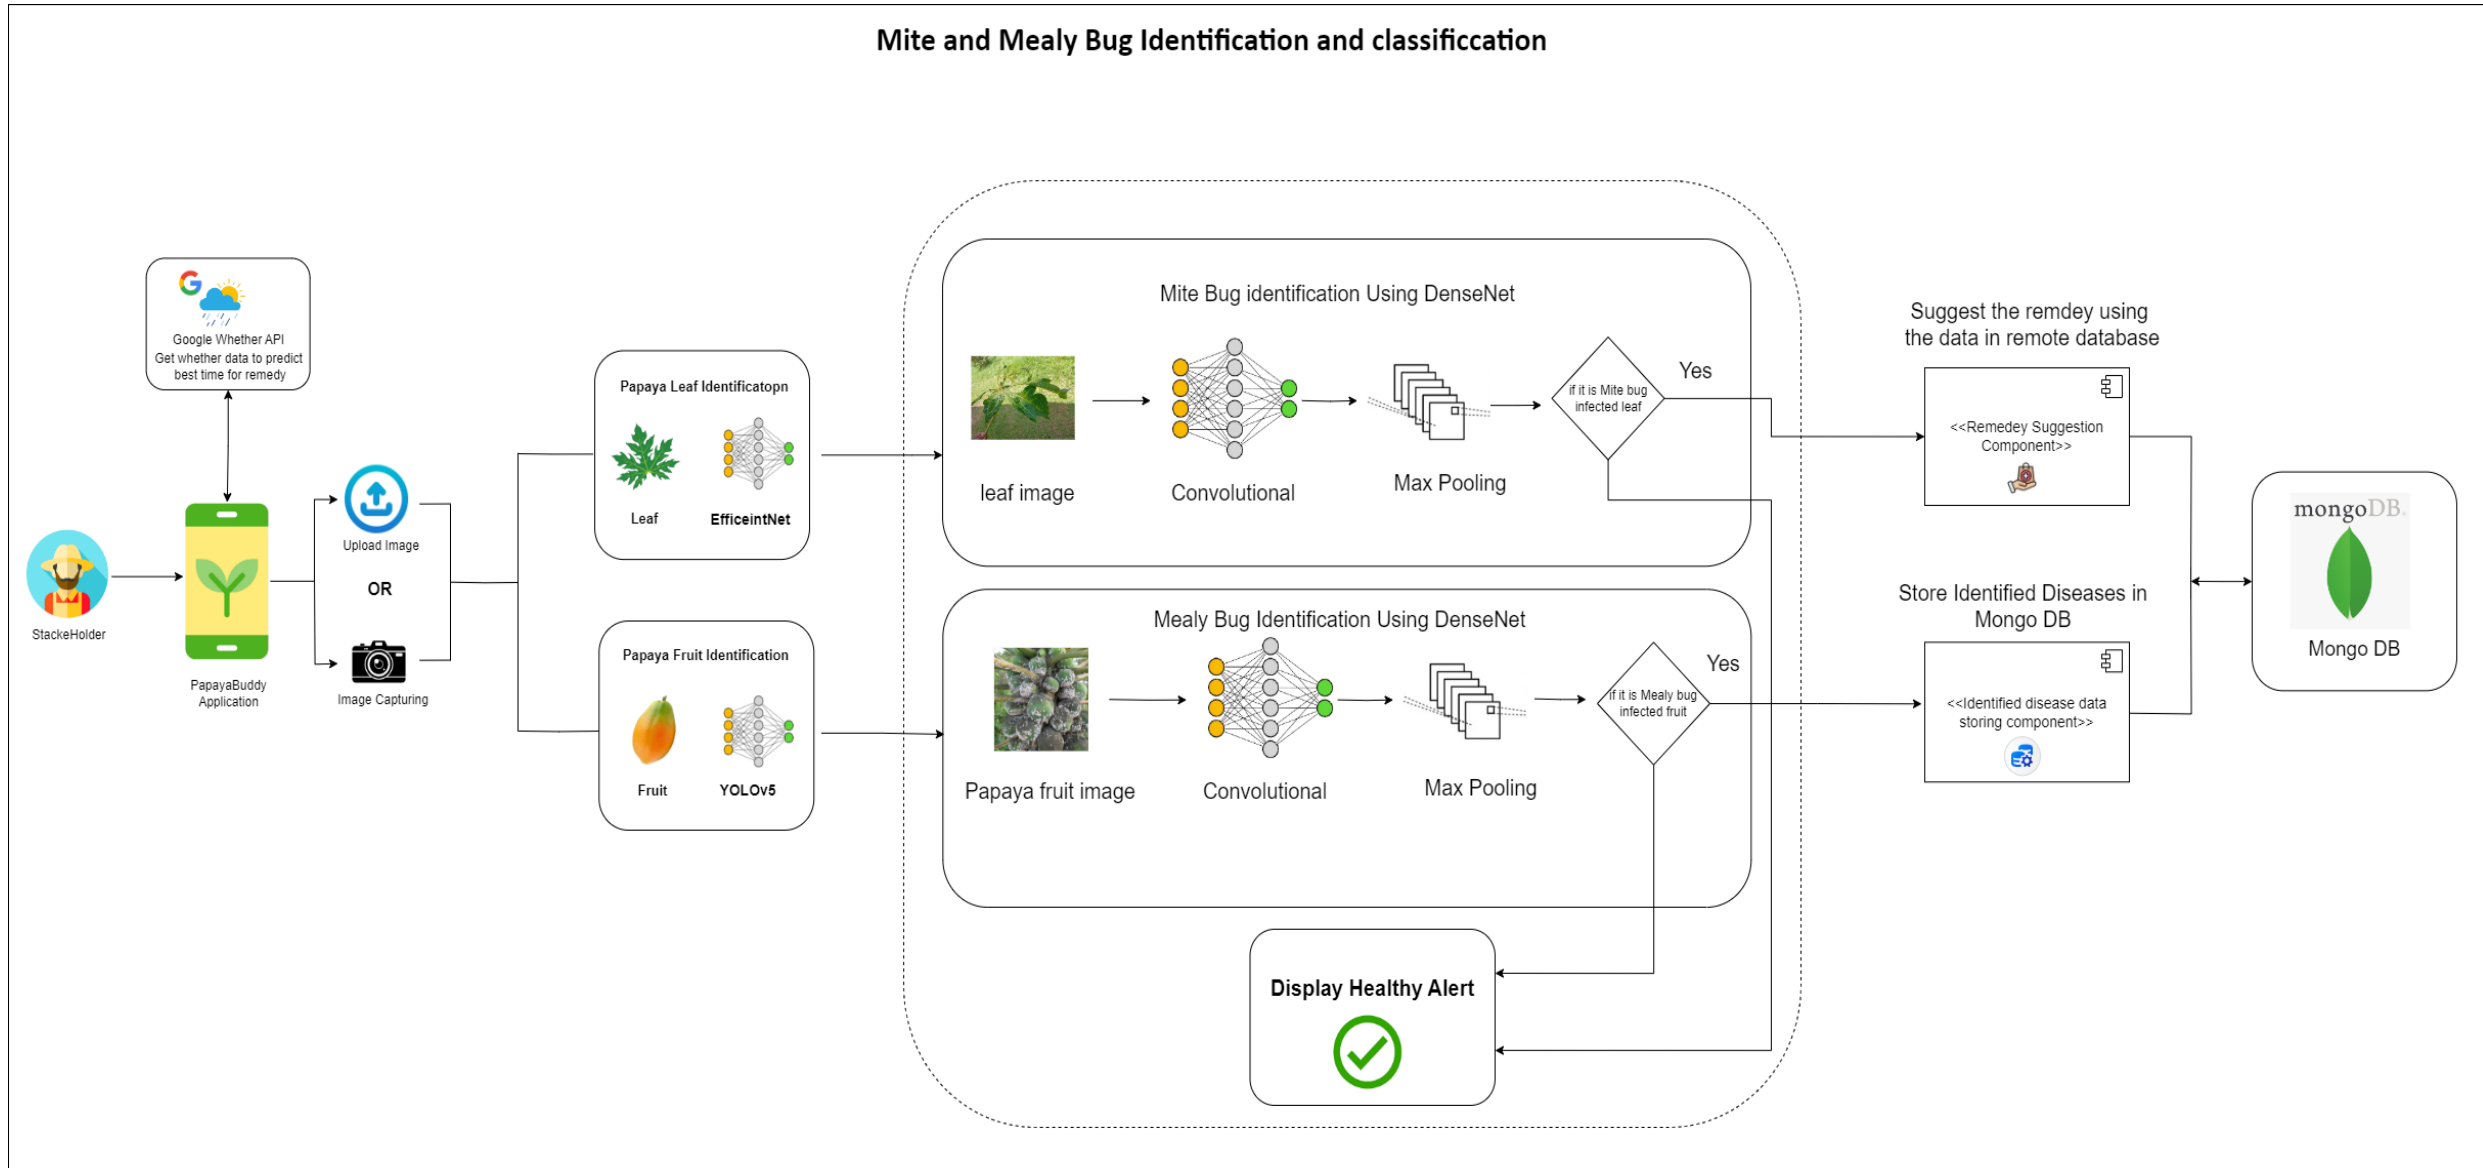 Mite and Mealy Bug Identification and classificcation
Google Whether API
Get whether data to predict
best time for remedy
StackeHolder
PapayaBuddy
Application
Upload Image
OR
Image Capturing
Papaya Leaf Identificatopn
Leaf
EfficeintNet
Papaya Fruit Identification
Fruit
YOLOv5
Mite Bug identification Using DenseNet
leaf image
Convolutional
Max Pooling
if it is Mite bug
infected leaf
Yes
Mealy Bug Identification Using DenseNet
Papaya fruit image
Convolutional
Max Pooling
if it is Mealy bug
infected fruit
Yes
Display Healthy Alert
Suggest the remdey using
the data in remote database
<<Remedey Suggestion
Component>>
Store Identified Diseases in
Mongo DB
<<Identified disease data
storing component>>
mongoDB.
Mongo DB